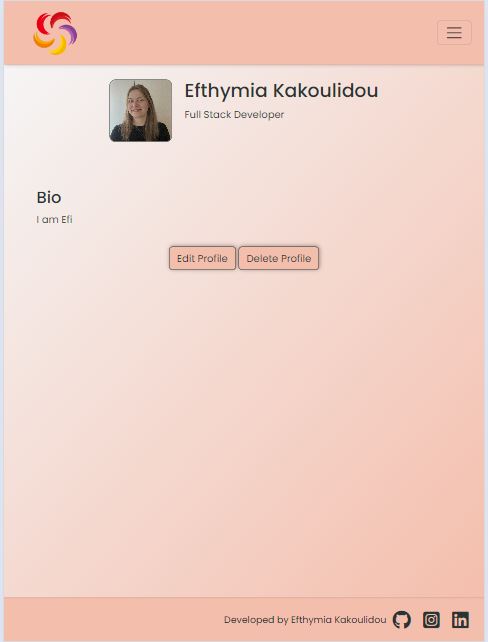 Efthymia Kakoulidou
Full Stack Developer
Bio
I am Efi
Edit Profile Delete Profile
Developed by Efthymia Kakoulidou